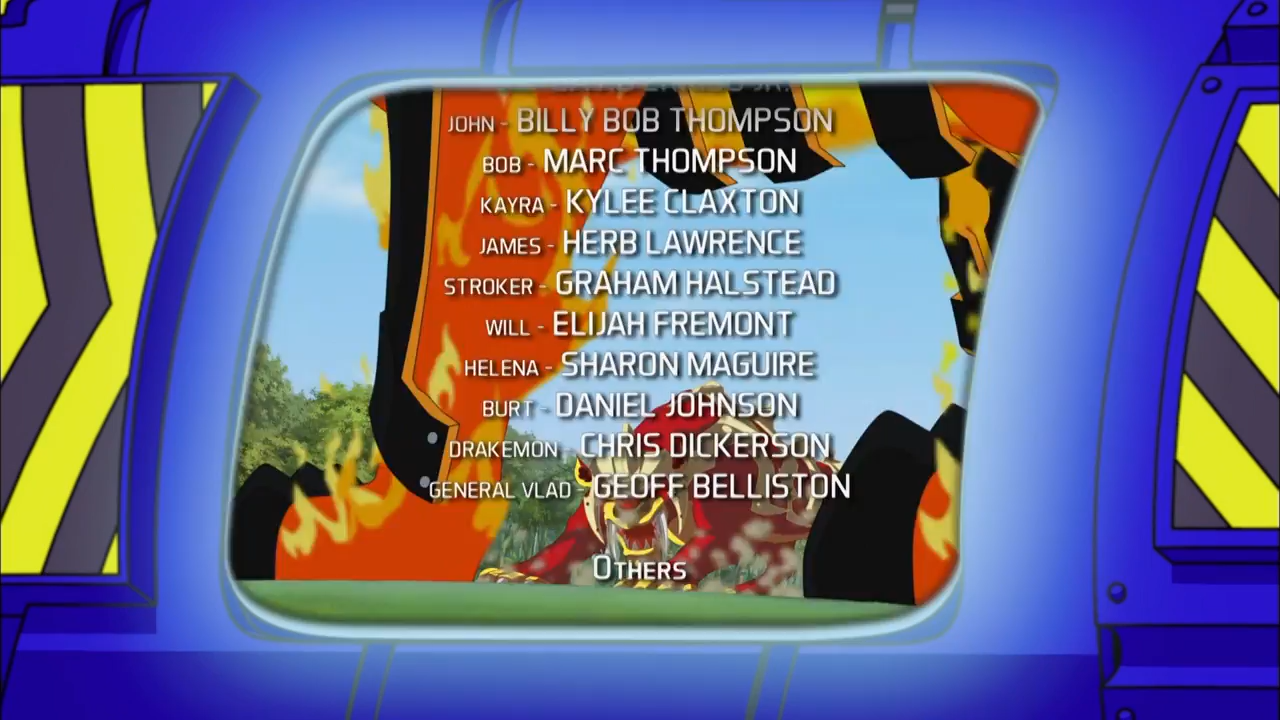 JOHN - BILLY BOB THOMPSON
BOB - MARC THOMPSON
KAYRA - KYLEE CLAXTON
JAMES - HERB LAWRENCE
STROKER - GRAHAM HALSTEAD
WILL - ELIJAH FREMONT
HELENA - SHARON MAGUIRE
BURT - DANIEL JOHNSON
DRAKEMON - CHRIS DICKERSON
GENERAL VLAD - GEOFF BELLISTON
OTHERS